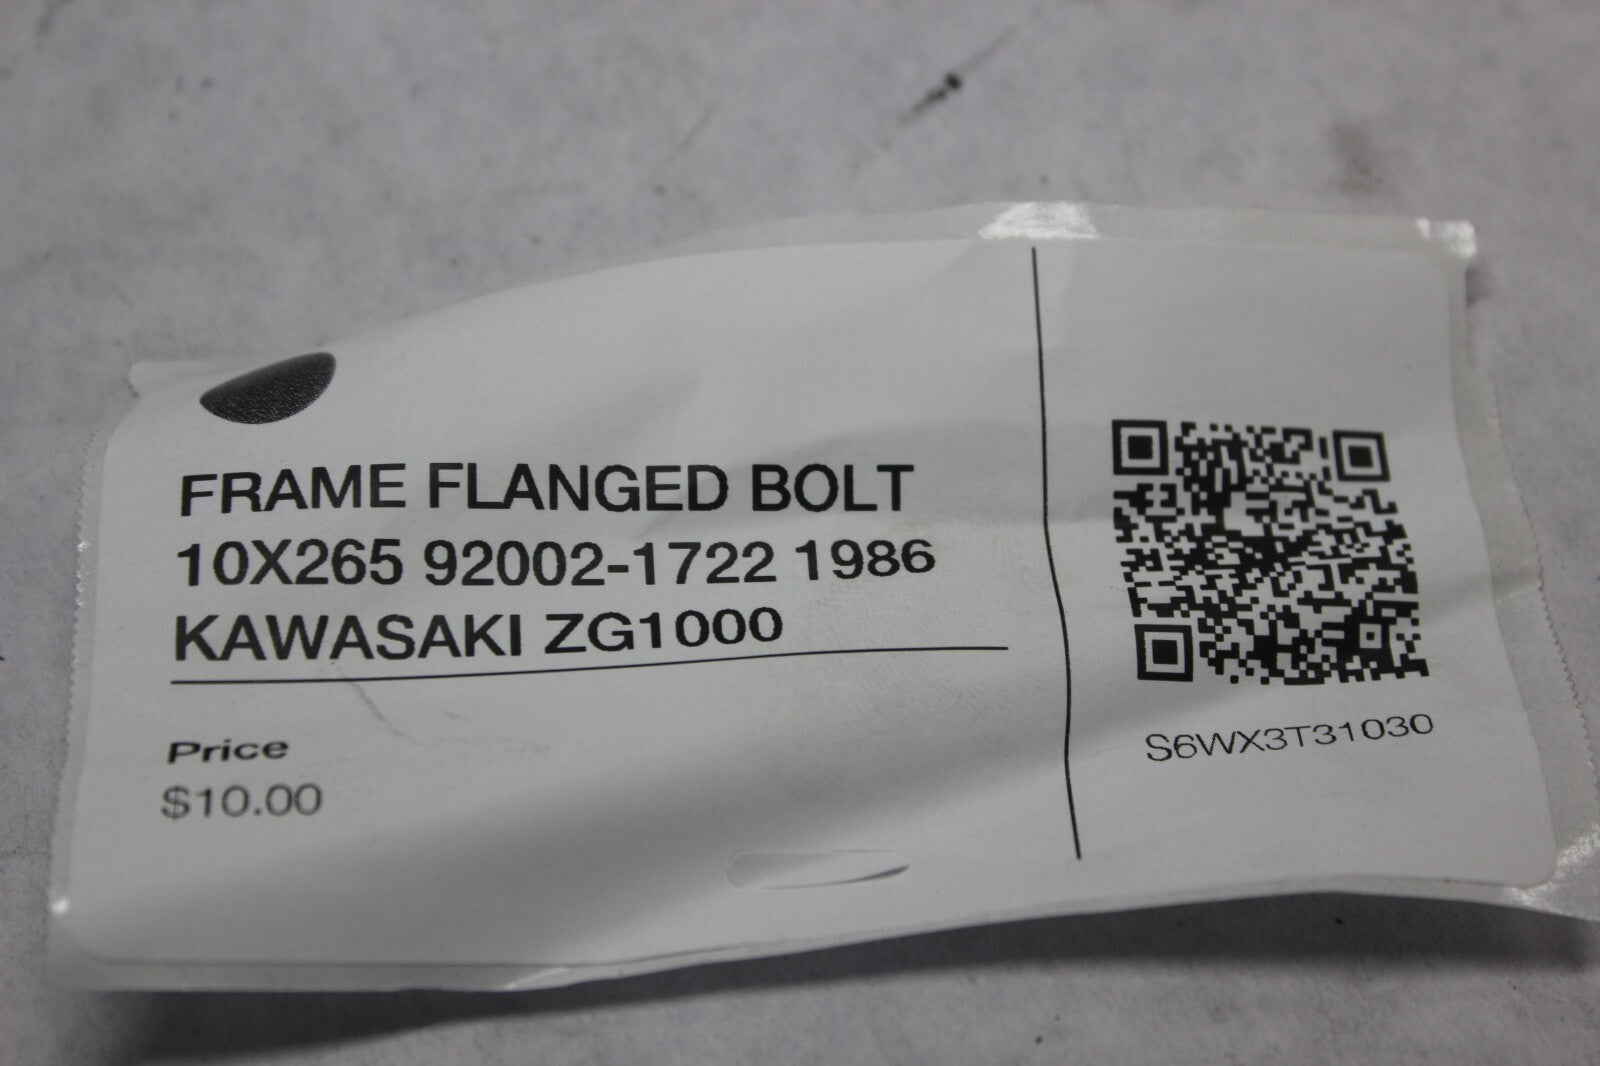 FRAME FLANGED BOLT
10X265 92002-1722 1986
KAWASAKI ZG1000
Price
$10.00
S6WX3T31030